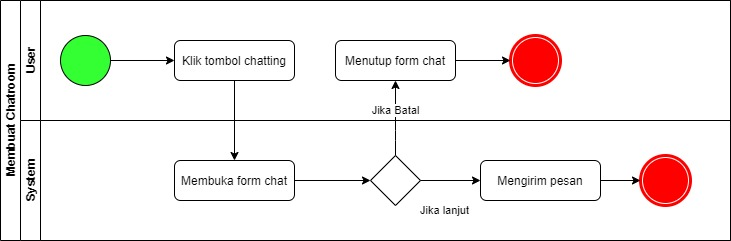 Membuat Chatroom
User
Klik tombol chatting
Menutup form chat
Jika Batal
System
Membuka form chat
Mengirim pesan
Jika lanjut